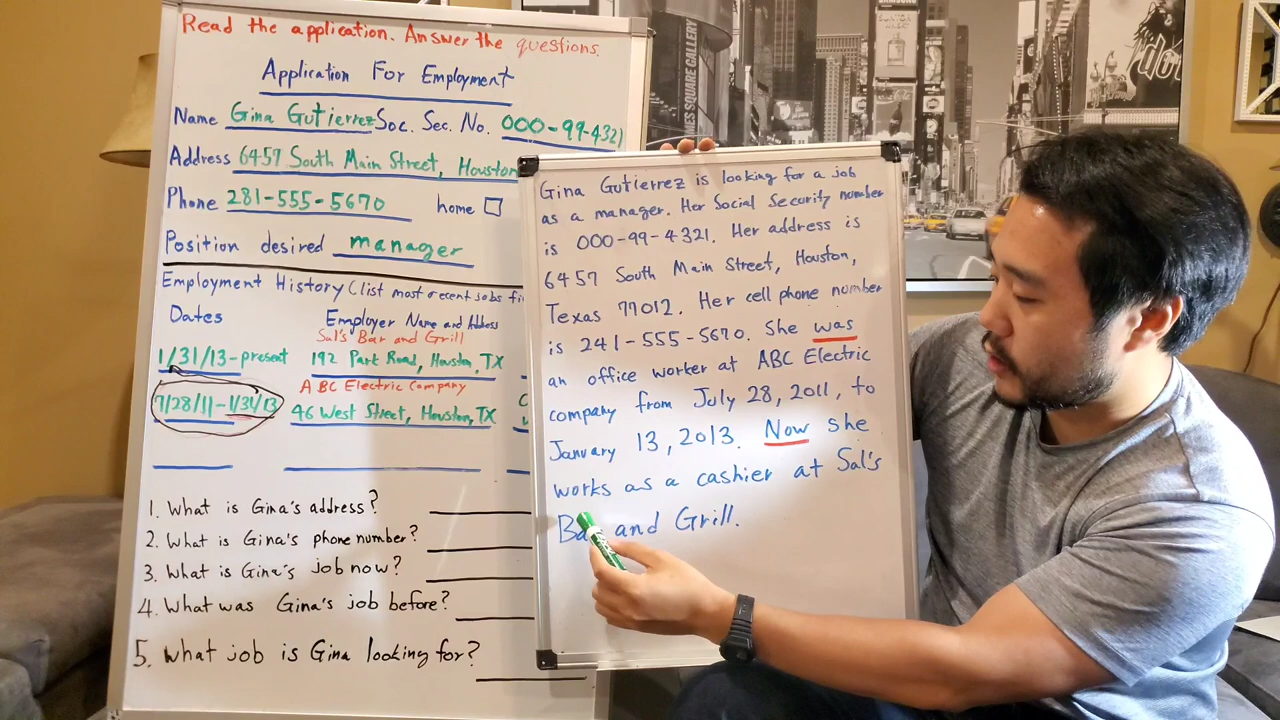 Read the application. Answer the questions.
Application For Employment
Name Gina Gutierrez Soc. Sec. No. 000-99-4321
Address 6457 South Main Street, Houston
Phone 281-555-5670 home
Position desired manager
Employment History (list most recent jobs fi
Dates Employer Name and Address
Sal's Bar and Grill
1/31/13-present 192 Park Road, Houston, TX
ABC Electric Company
7/28/11-1/31/13 46 West Street, Houston, TX
1. What is Gina's address?
2. What is Gina's phone number?
3. What is Gina's job now?
4. What was Gina's job before?
5. What job is Gina looking for?
Gina Gutierrez is looking for a job
as a manager. Her Social Security number
is 000-99-4321. Her address is
6457 South Main Street, Houston,
Texas 77012. Her cell phone number
is 241-555-5670. She was
an office worker at ABC Electric
company from July 28, 2011, to
January 13, 2013. Now she
works as a cashier at Sal's
Bar and Grill.
TIMES SQUARE GALLERY
SAMSUNG